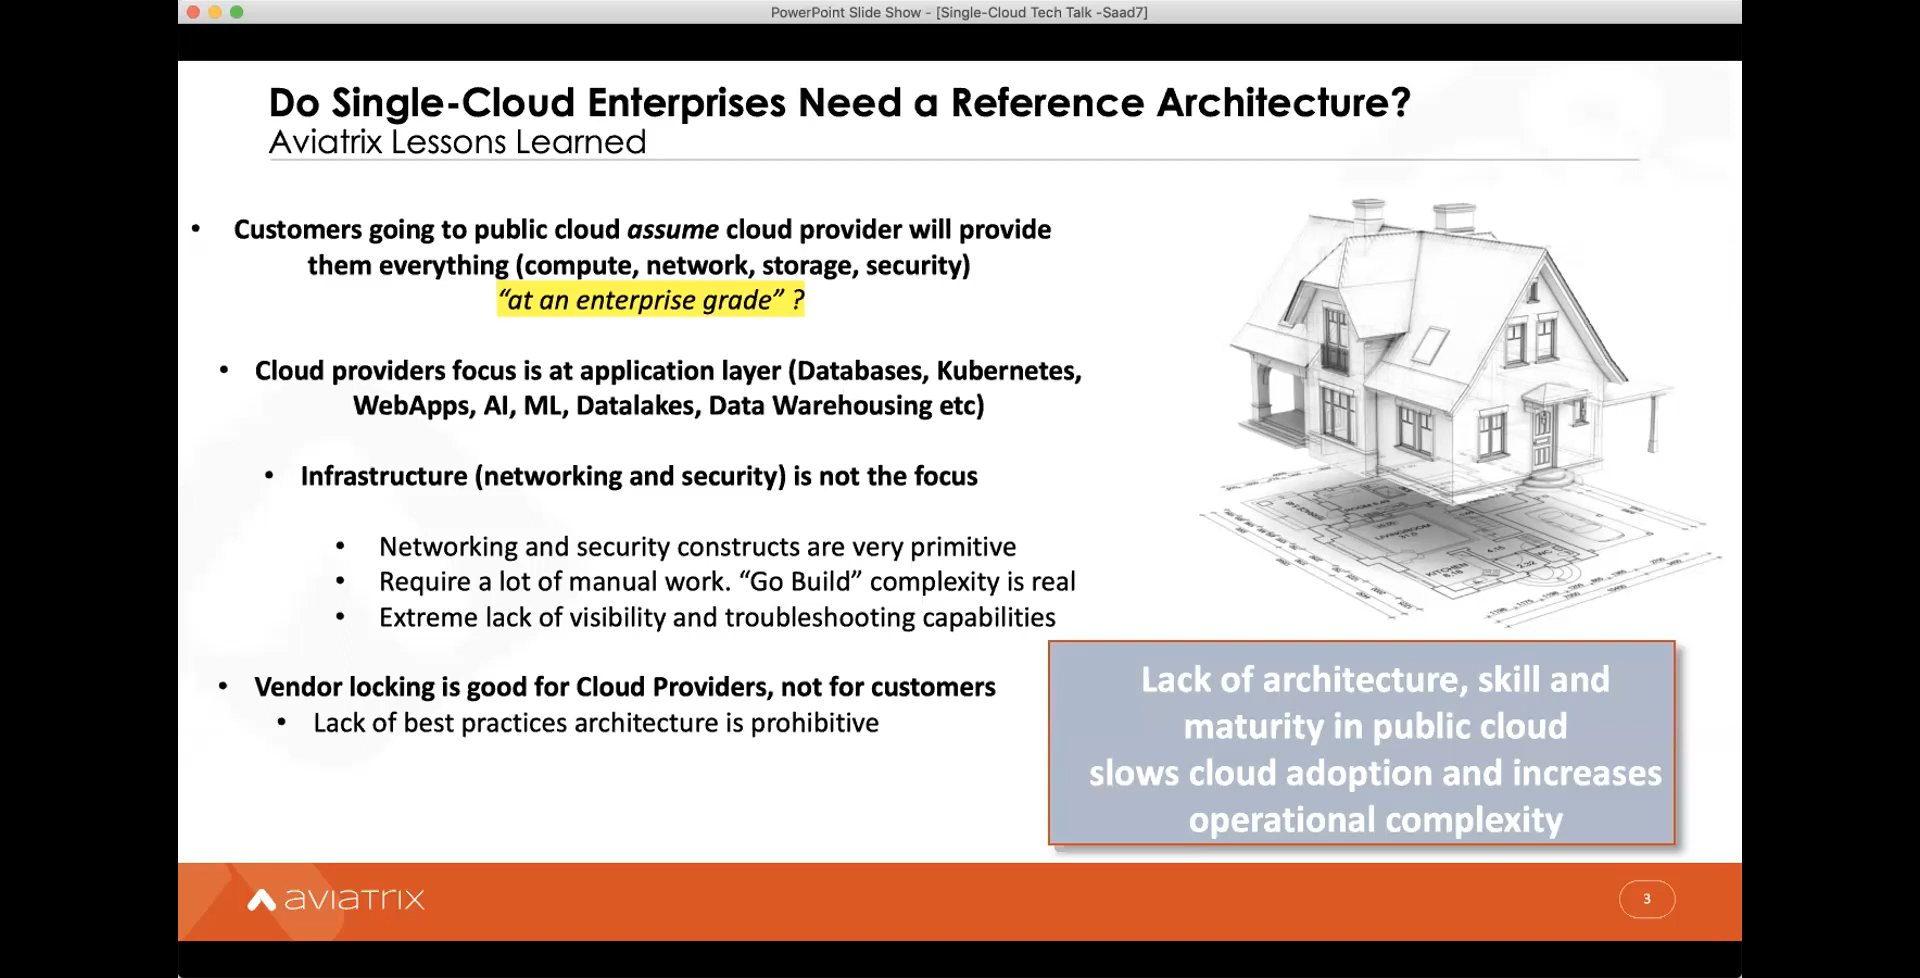 PowerPoint Slide Show - [Single-Cloud Tech Talk -Saad7]
Do Single-Cloud Enterprises Need a Reference Architecture?
Aviatrix Lessons Learned
• Customers going to public cloud assume cloud provider will provide
them everything (compute, network, storage, security)
“at an enterprise grade” ?
• Cloud providers focus is at application layer (Databases, Kubernetes,
WebApps, AI, ML, Datalakes, Data Warehousing etc)
• Infrastructure (networking and security) is not the focus
• Networking and security constructs are very primitive
• Require a lot of manual work. “Go Build” complexity is real
• Extreme lack of visibility and troubleshooting capabilities
• Vendor locking is good for Cloud Providers, not for customers
• Lack of best practices architecture is prohibitive
KITCHEN
Lack of architecture, skill and
maturity in public cloud
slows cloud adoption and increases
operational complexity
aviatrix
3